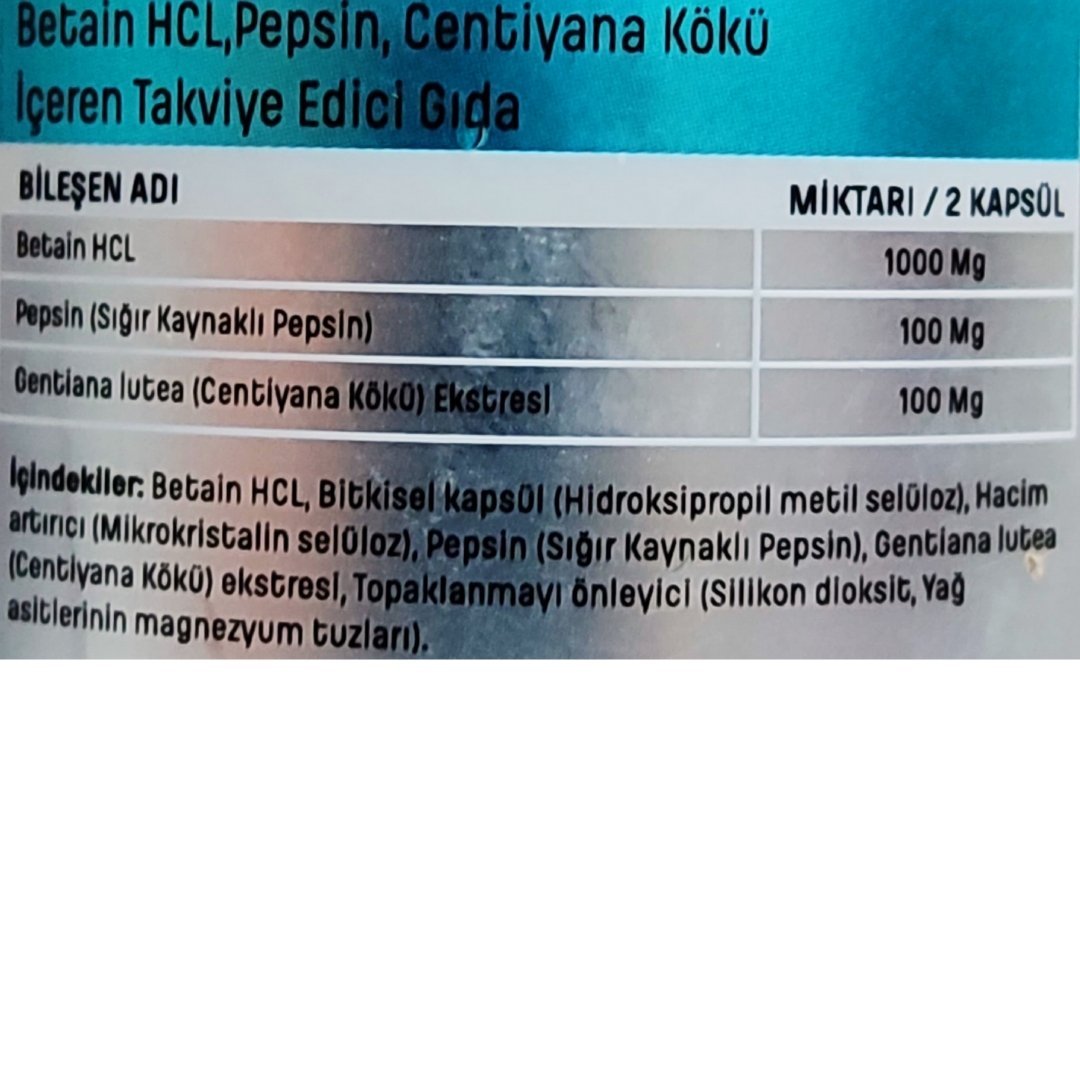 Betain HCL,Pepsin, Centiyana Kökü
İçeren Takviye Edici Gıda
BİLEŞEN ADI
MİKTARI / 2 KAPSÜL
Betain HCL
1000 Mg
Pepsin (Sığır Kaynaklı Pepsin)
100 Mg
Gentiana lutea (Centiyana Kökü) Ekstresi
100 Mg
İçindekiler: Betain HCL, Bitkisel kapsül (Hidroksipropil metil selüloz), Hacim
artırıcı (Mikrokristalin selüloz), Pepsin (Sığır Kaynaklı Pepsin), Gentiana lutea
(Centiyana Kökü) ekstresi, Topaklanmayı önleyici (Silikon dioksit, Yağ
asitlerinin magnezyum tuzları).